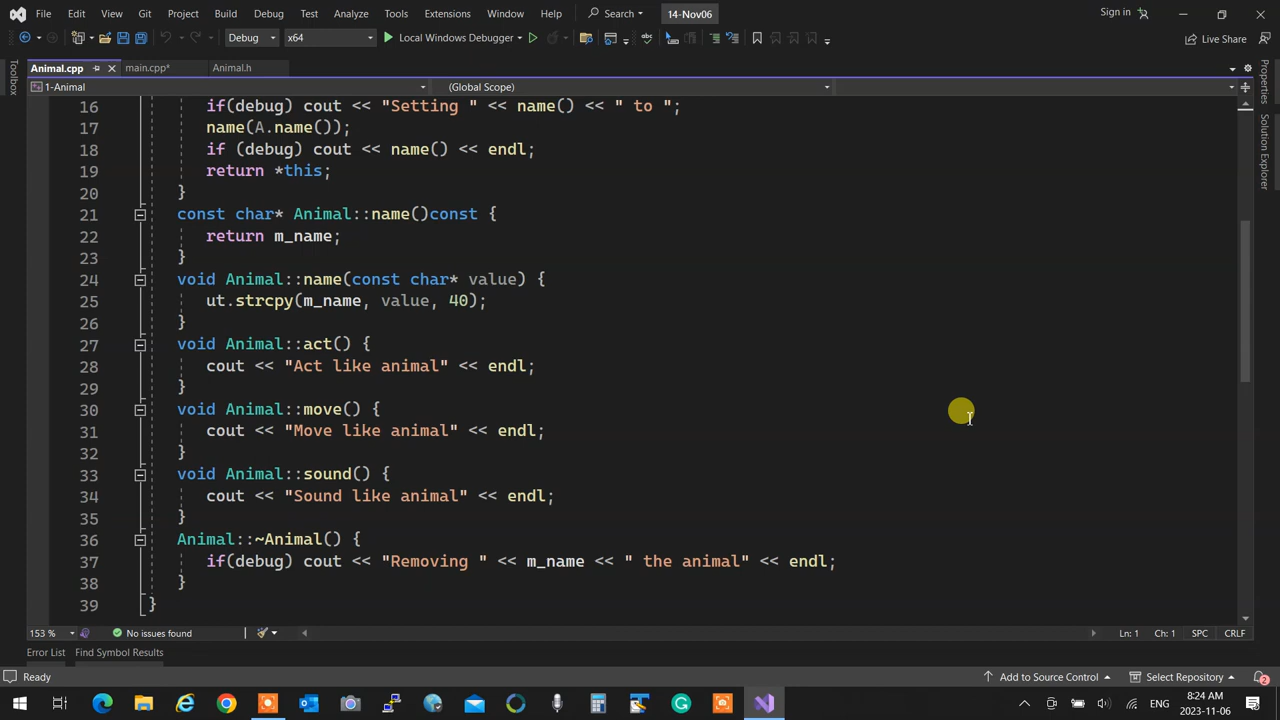 File Edit View Git Project Build Debug Test Analyze Tools Extensions Window Help Search 14-Nov06 Sign in
Debug x64 Local Windows Debugger Live Share
Toolbox
Animal.cpp main.cpp* Animal.h
1-Animal (Global Scope)
16 if(debug) cout << "Setting " << name() << " to ";
17 name(A.name());
18 if (debug) cout << name() << endl;
19 return *this;
20 }
21 const char* Animal::name()const {
22 return m_name;
23 }
24 void Animal::name(const char* value) {
25 ut.strcpy(m_name, value, 40);
26 }
27 void Animal::act() {
28 cout << "Act like animal" << endl;
29 }
30 void Animal::move() {
31 cout << "Move like animal" << endl;
32 }
33 void Animal::sound() {
34 cout << "Sound like animal" << endl;
35 }
36 Animal::~Animal() {
37 if(debug) cout << "Removing " << m_name << " the animal" << endl;
38 }
39 }
Properties
Solution Explorer
153 % No issues found Ln: 1 Ch: 1 SPC CRLF
Error List Find Symbol Results
Ready Add to Source Control Select Repository 2
ENG 8:24 AM
2023-11-06 2